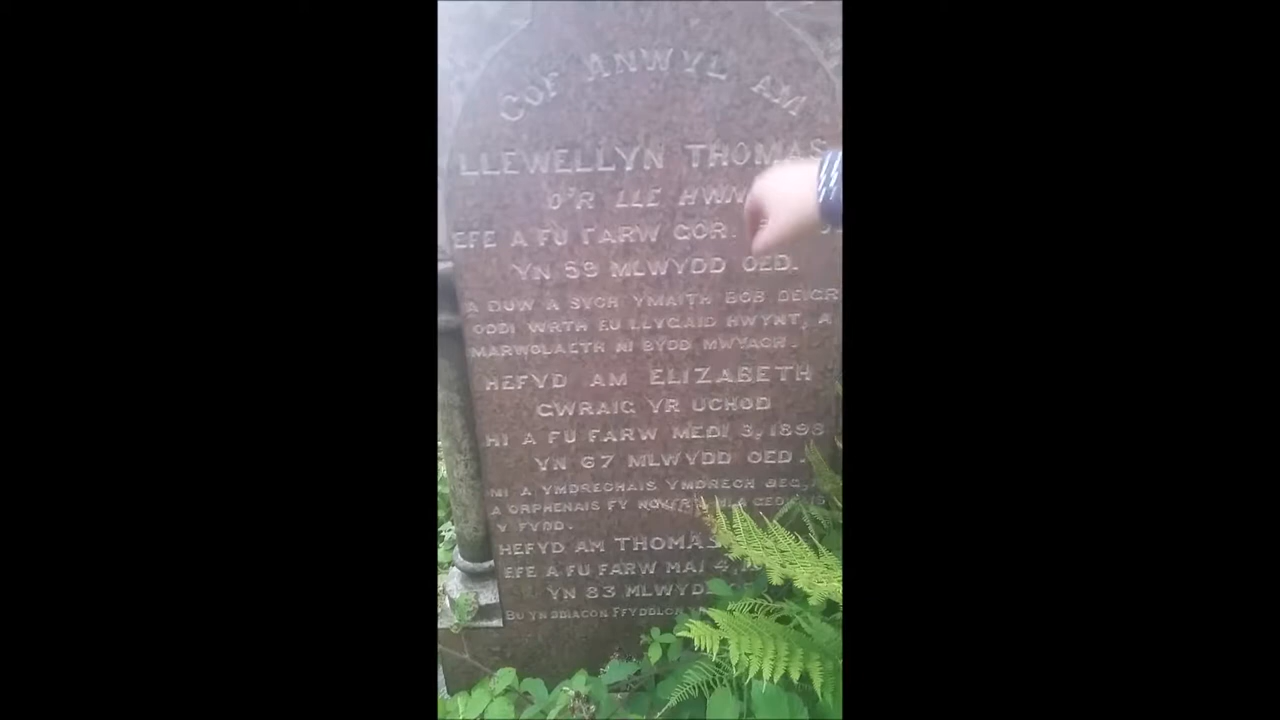 COF ANWYL AM
LLEWELLYN THOMAS
O'R LLE HWN
EFE A FU FARW GOR.
YN 59 MLWYDD OED.
A DUW A SYCH YMAITH BOB DEIGR
ODDI WRTH EU LLYGAID HWYNT, A
MARWOLAETH NI BYDD MWYACH.
HEFYD AM ELIZABETH
GWRAIG YR UCHOD
HI A FU FARW MEDI 3, 1898
YN 67 MLWYDD OED.
MI A YMDRECHAIS YMDRECH DEG,
A ORPHENAIS FY
Y FYDD.
HEFYD AM THOMAS
EFE A FU FARW MAI 4,
YN 83 MLWYDD
BU YN DDIACON FFYDDLON